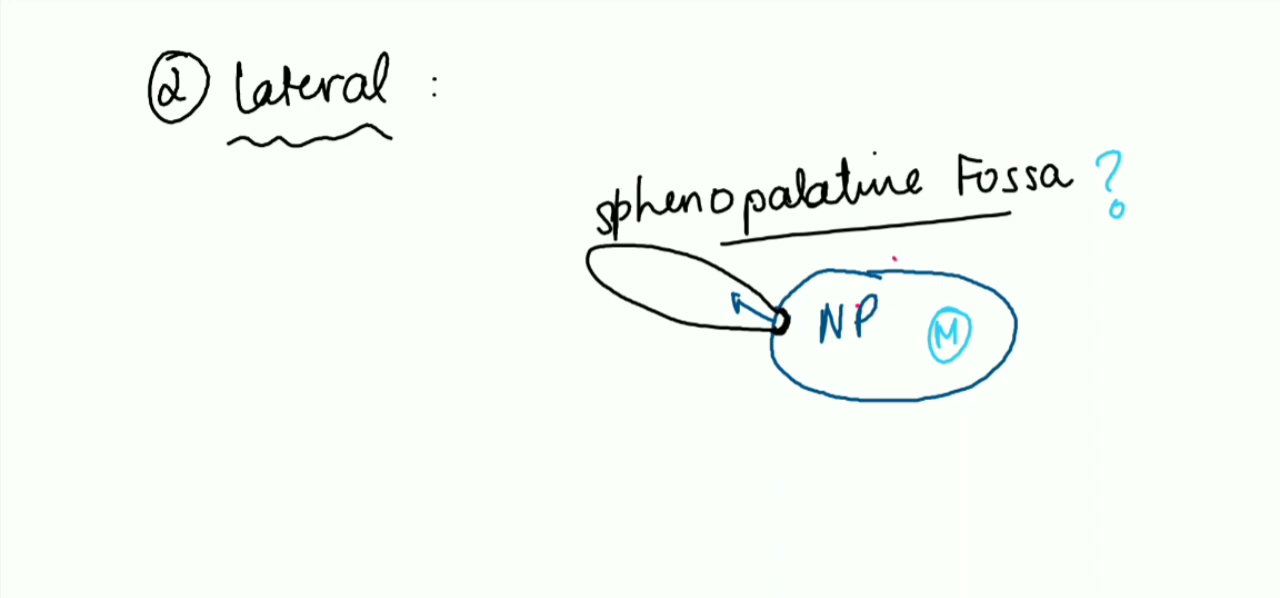 ② lateral :
sphenopalatine Fossa ?
NP Ⓜ